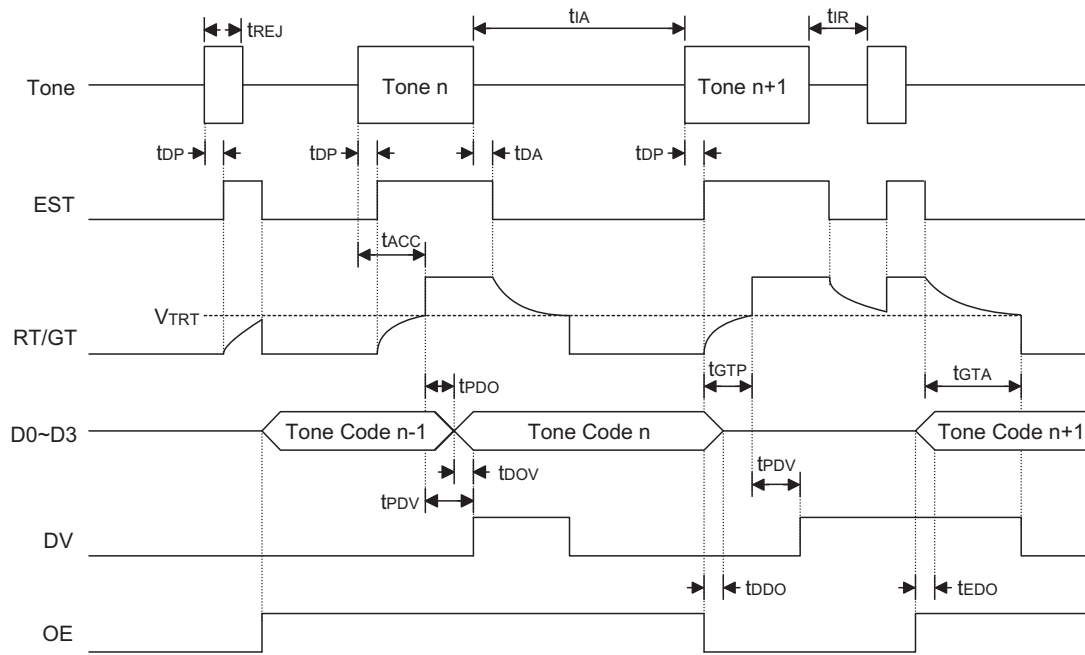 tIA
tIR
tREJ
Tone
Tone n
Tone n+1
tDP
tDP
tDA
tDP
EST
tACC
VTRT
RT/GT
tGTP
tGTA
tPDO
D0~D3
Tone Code n-1
Tone Code n
Tone Code n+1
tDOV
tPDV
tPDV
DV
tDDO
tEDO
OE